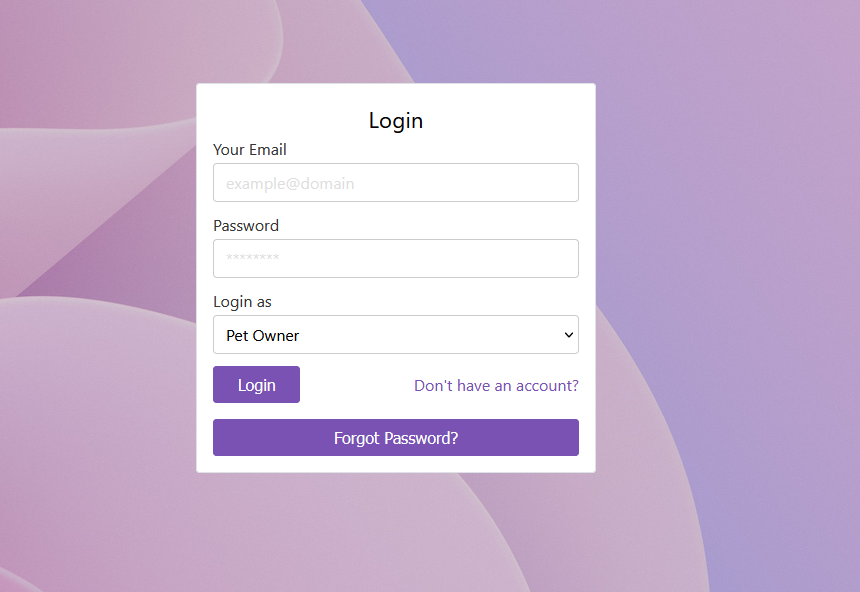 Login
Your Email
example@domain
Password
********
Login as
Pet Owner
Login Don't have an account?
Forgot Password?